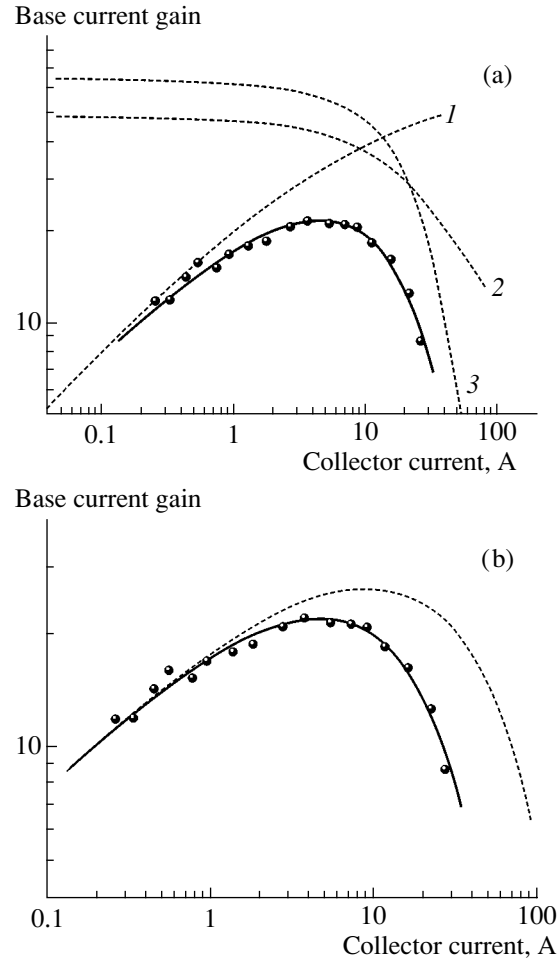 Base current gain
(a)
1
2
10
3
0.1 1 10 100
Collector current, A
Base current gain
(b)
10
0.1 1 10 100
Collector current, A